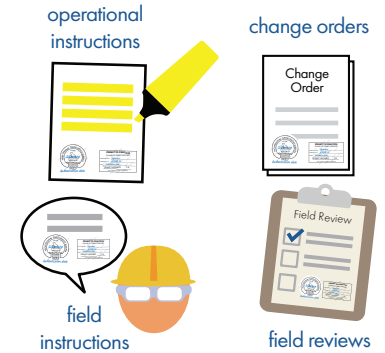 operational
instructions
change orders
Change
Order
Field Review
field
instructions
field reviews